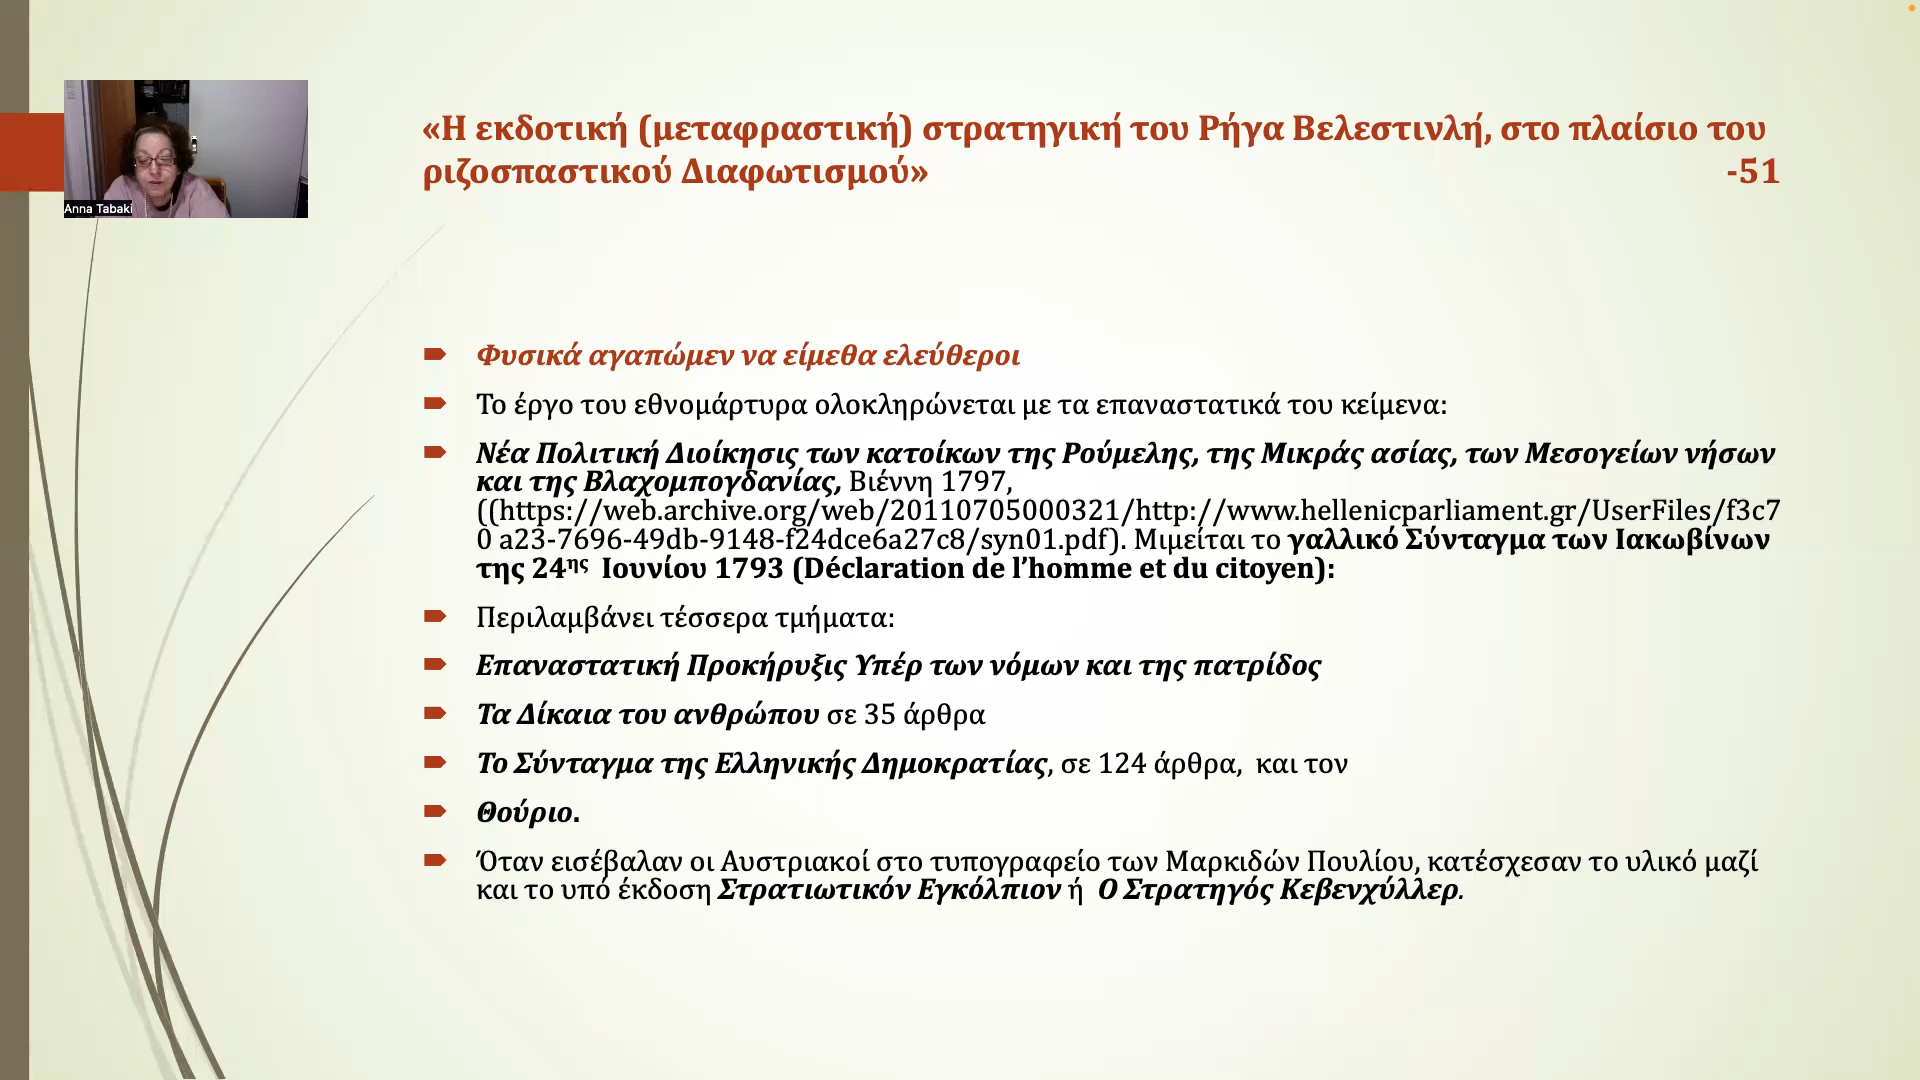 «Η εκδοτική (μεταφραστική) στρατηγική του Ρήγα Βελεστινλή, στο πλαίσιο του
ριζοσπαστικού Διαφωτισμού» -51
Anna Tabaki
Φυσικά αγαπώμεν να είμεθα ελεύθεροι
Το έργο του εθνομάρτυρα ολοκληρώνεται με τα επαναστατικά του κείμενα:
Νέα Πολιτική Διοίκησις των κατοίκων της Ρούμελης, της Μικράς ασίας, των Μεσογείων νήσων
και της Βλαχομπογδανίας, Βιέννη 1797,
((https://web.archive.org/web/20110705000321/http://www.hellenicparliament.gr/UserFiles/f3c7
0 a23-7696-49db-9148-f24dce6a27c8/syn01.pdf). Μιμείται το γαλλικό Σύνταγμα των Ιακωβίνων
της 24ης Ιουνίου 1793 (Déclaration de l’homme et du citoyen):
Περιλαμβάνει τέσσερα τμήματα:
Επαναστατική Προκήρυξις Υπέρ των νόμων και της πατρίδος
Τα Δίκαια του ανθρώπου σε 35 άρθρα
Το Σύνταγμα της Ελληνικής Δημοκρατίας, σε 124 άρθρα, και τον
Θούριο.
Όταν εισέβαλαν οι Αυστριακοί στο τυπογραφείο των Μαρκιδών Πουλίου, κατέσχεσαν το υλικό μαζί
και το υπό έκδοση Στρατιωτικόν Εγκόλπιον ή Ο Στρατηγός Κεβενχύλλερ.